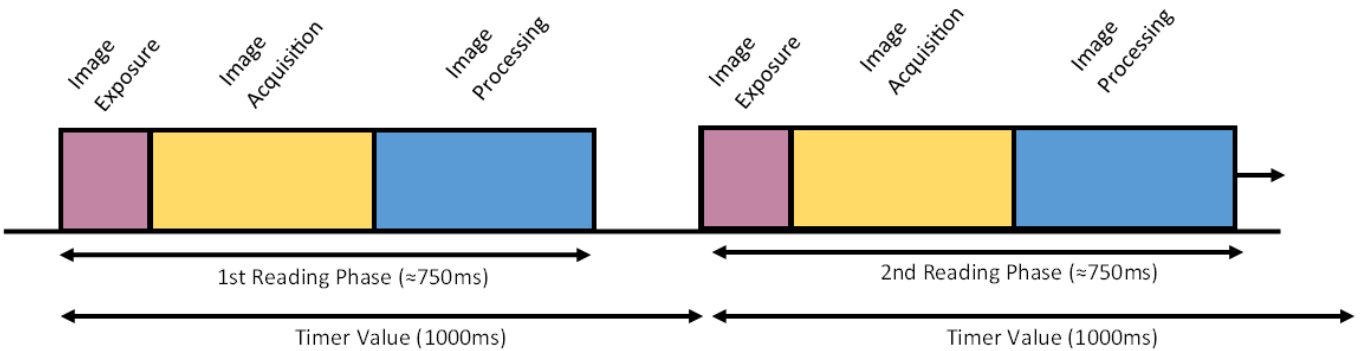 Image
Exposure
Image
Acquisition
Image
Processing
Image
Exposure
Image
Acquisition
Image
Processing
1st Reading Phase (≈750ms)
2nd Reading Phase (≈750ms)
Timer Value (1000ms)
Timer Value (1000ms)